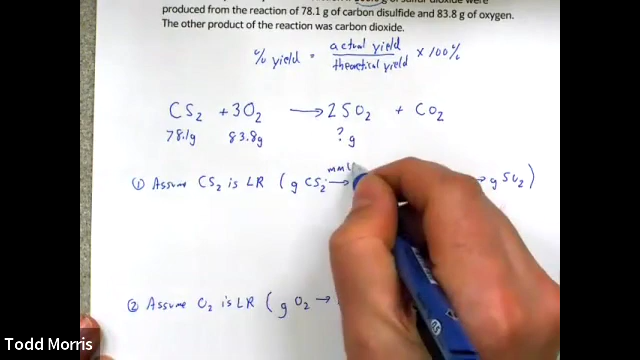 produced from the reaction of 78.1 g of carbon disulfide and 83.8 g of oxygen.
The other product of the reaction was carbon dioxide.
% yield = actual yield / theoretical yield × 100%
CS₂ + 3O₂ → 2SO₂ + CO₂
78.1g 83.8g ? g
① Assume CS₂ is LR ( g CS₂ → → g SO₂ )
② Assume O₂ is LR ( g O₂ →
Todd Morris